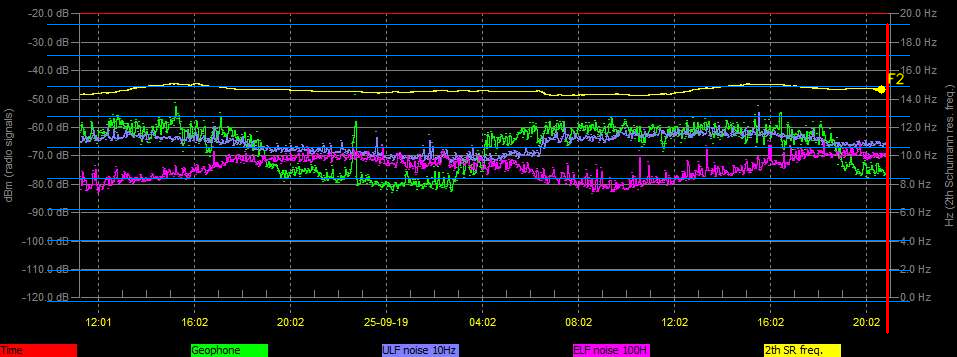 -20.0 dB 20.0 Hz
-30.0 dB 18.0 Hz
-40.0 dB 16.0 Hz
F2
-50.0 dB 14.0 Hz
-60.0 dB 12.0 Hz
-70.0 dB 10.0 Hz
-80.0 dB 8.0 Hz
-90.0 dB 6.0 Hz
-100.0 dB 4.0 Hz
-110.0 dB 2.0 Hz
-120.0 dB 0.0 Hz
dBm (radio signals)
Hz (2th Schumann res. freq.)
12:01 16:02 20:02 25-09-19 04:02 08:02 12:02 16:02 20:02
Time Geophone ULF noise 10Hz ELF noise 100H 2th SR freq.